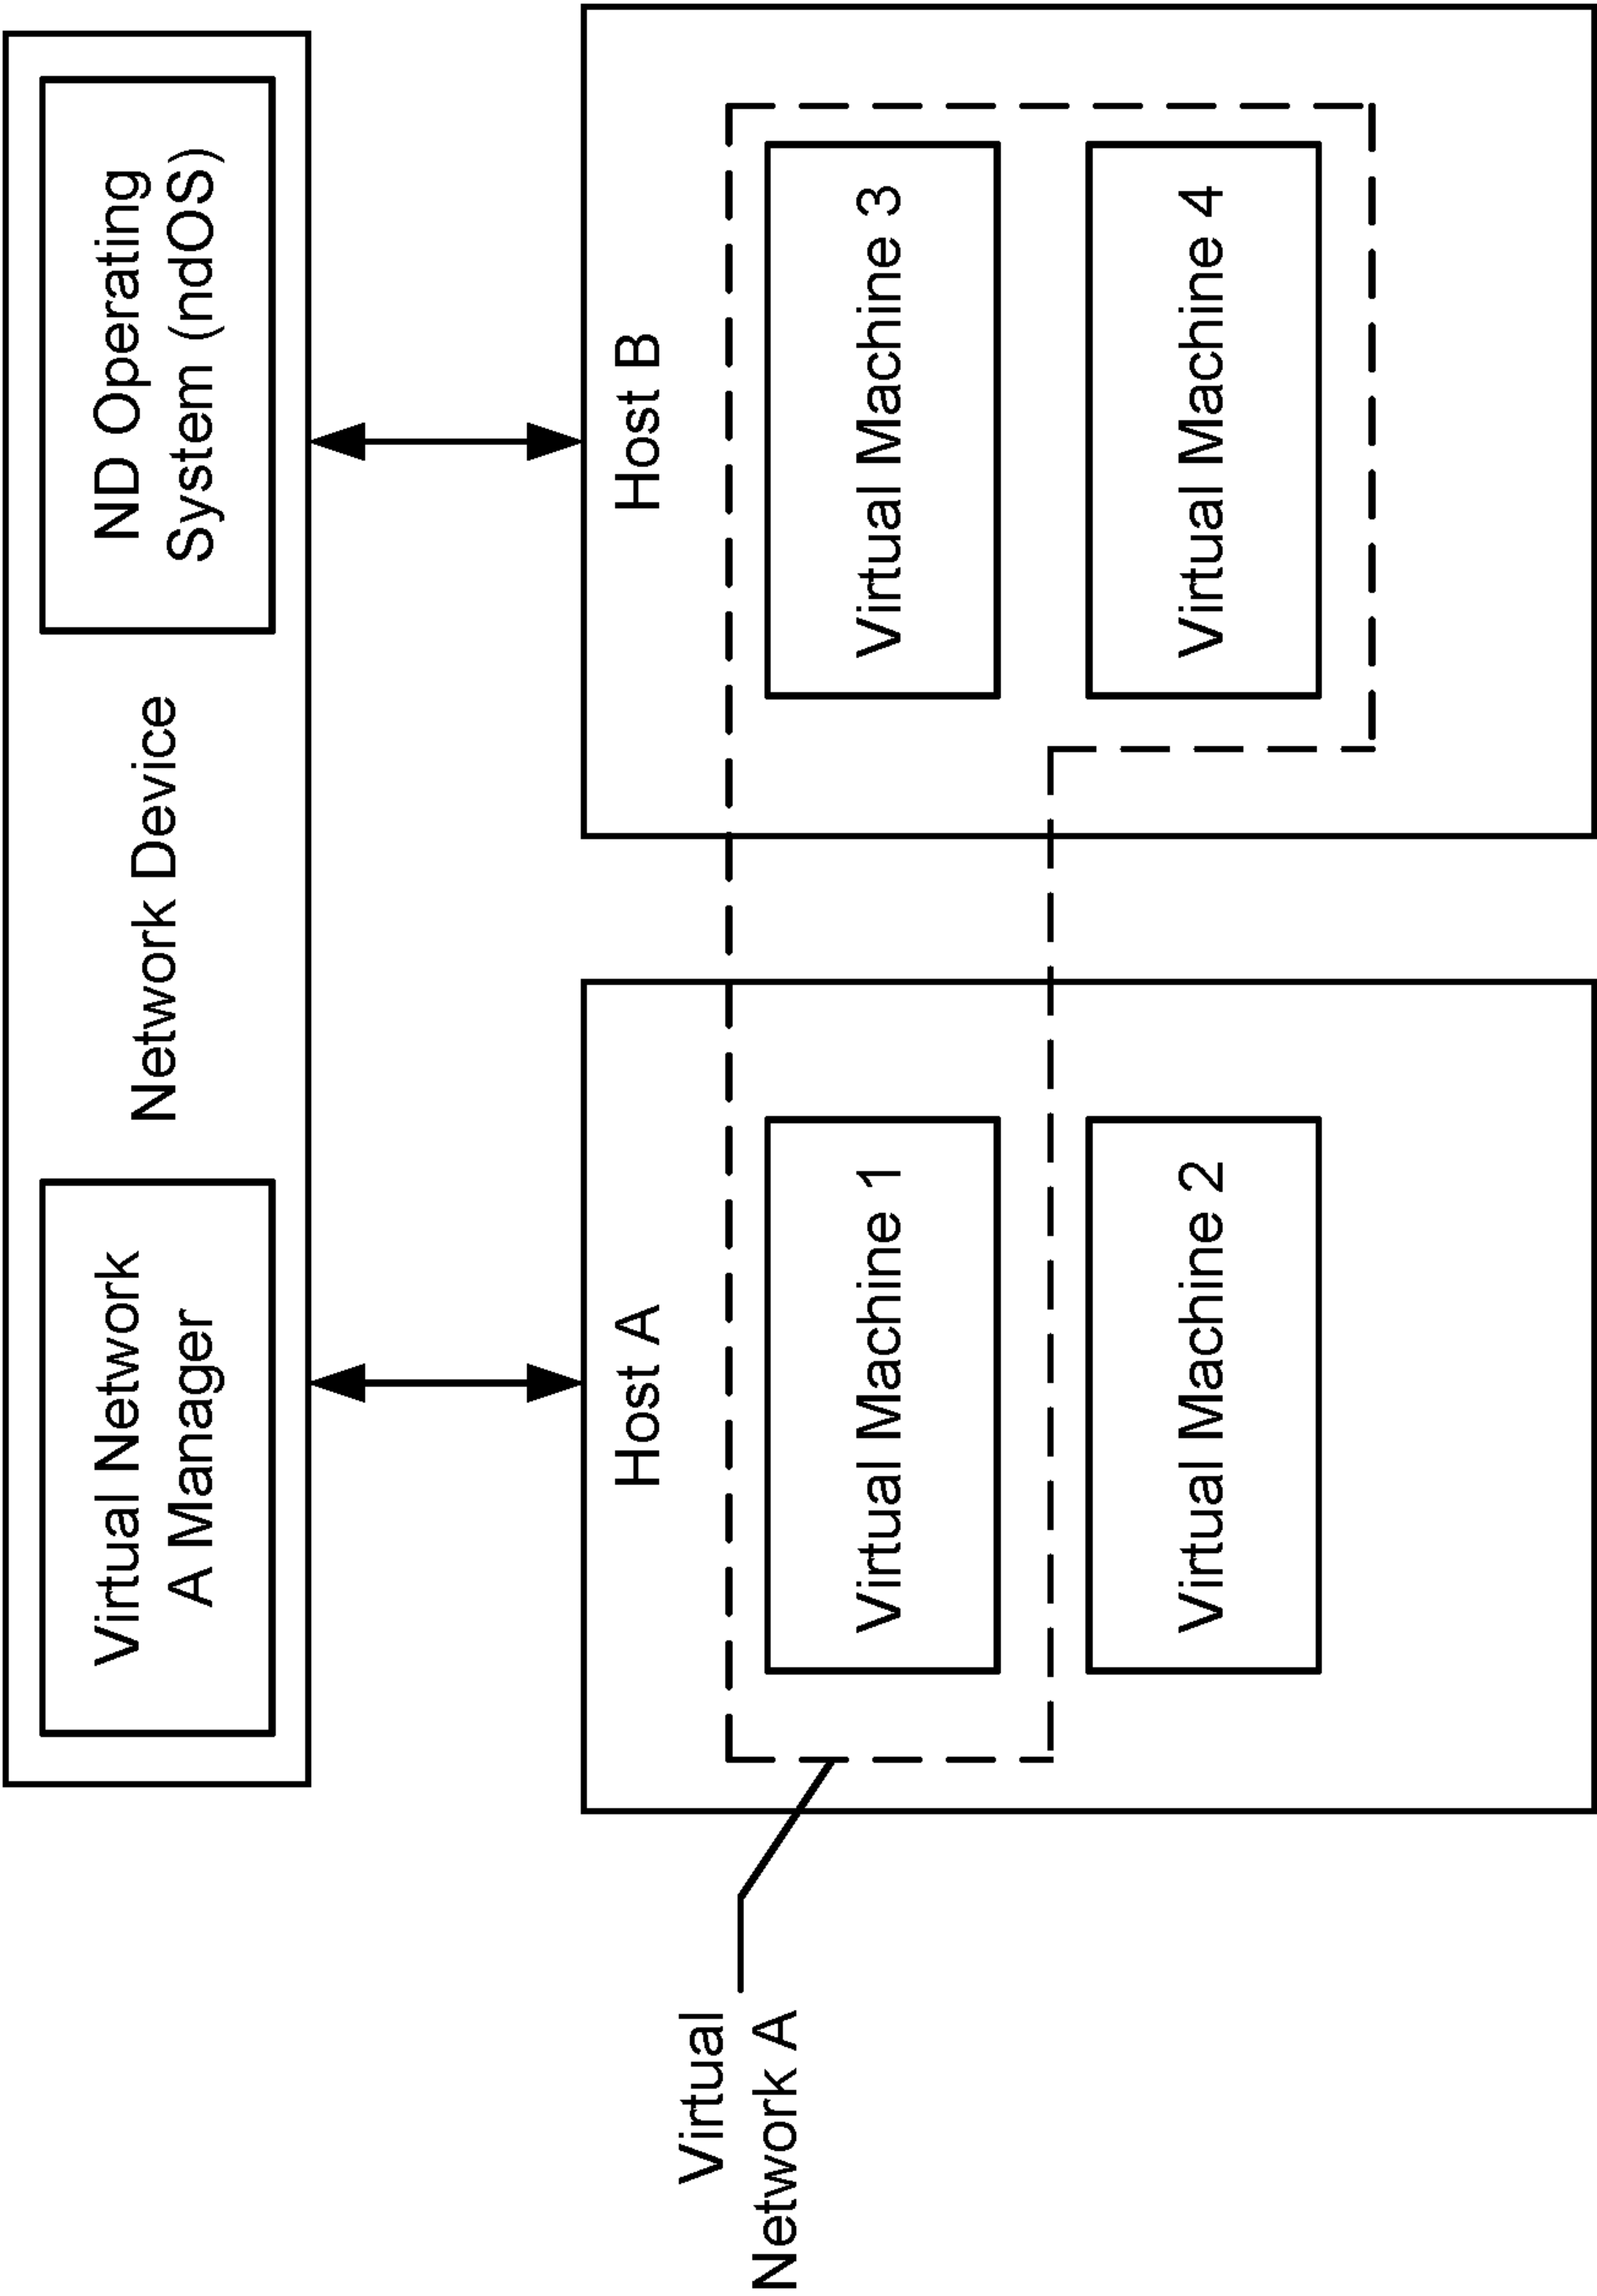 Virtual Network
A Manager
Network Device
ND Operating
System (ndOS)
Host A
Host B
Virtual
Network A
Virtual Machine 1
Virtual Machine 3
Virtual Machine 2
Virtual Machine 4